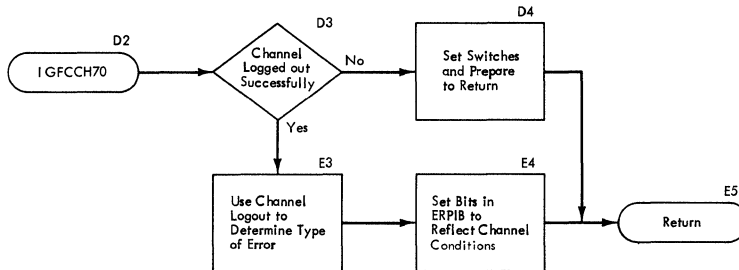 D2
IGFCCH70
D3
Channel
Logged out
Successfully
No
Yes
D4
Set Switches
and Prepare
to Return
E3
Use Channel
Logout to
Determine Type
of Error
E4
Set Bits in
ERPIB to
Reflect Channel
Conditions
E5
Return